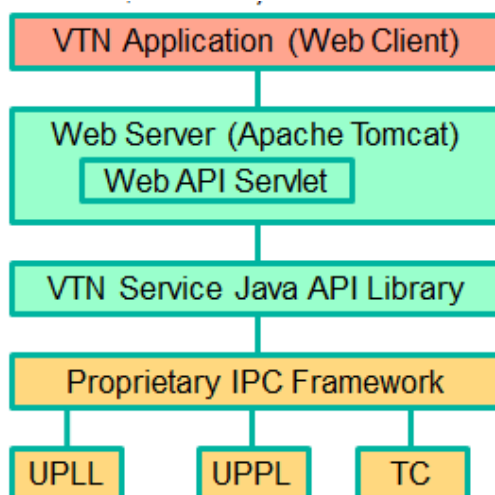 VTN Application (Web Client)
Web Server (Apache Tomcat)
Web API Servlet
VTN Service Java API Library
Proprietary IPC Framework
UPLL UPPL TC